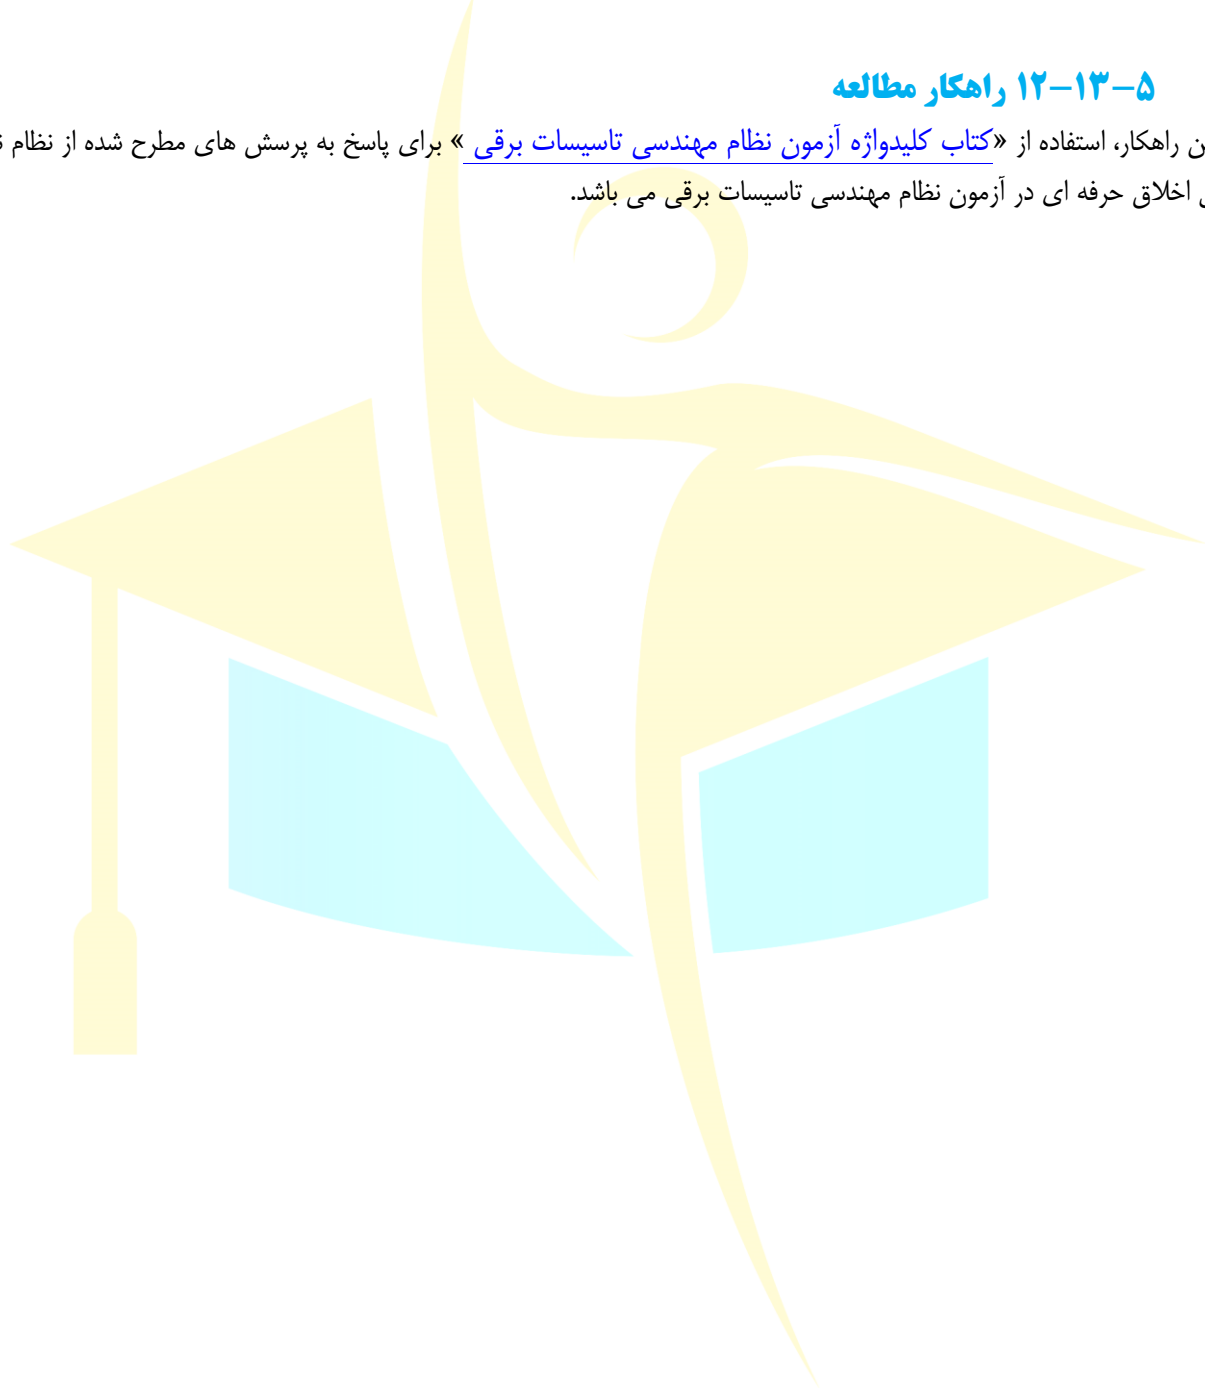 ۵-۱۳-۱۲ راهکار مطالعه
راهکار، استفاده از «کتاب کلیدواژه آزمون نظام مهندسی تاسیسات برقی » برای پاسخ به پرسش های مطرح شده از نظام
اخلاق حرفه ای در آزمون نظام مهندسی تاسیسات برقی می باشد.